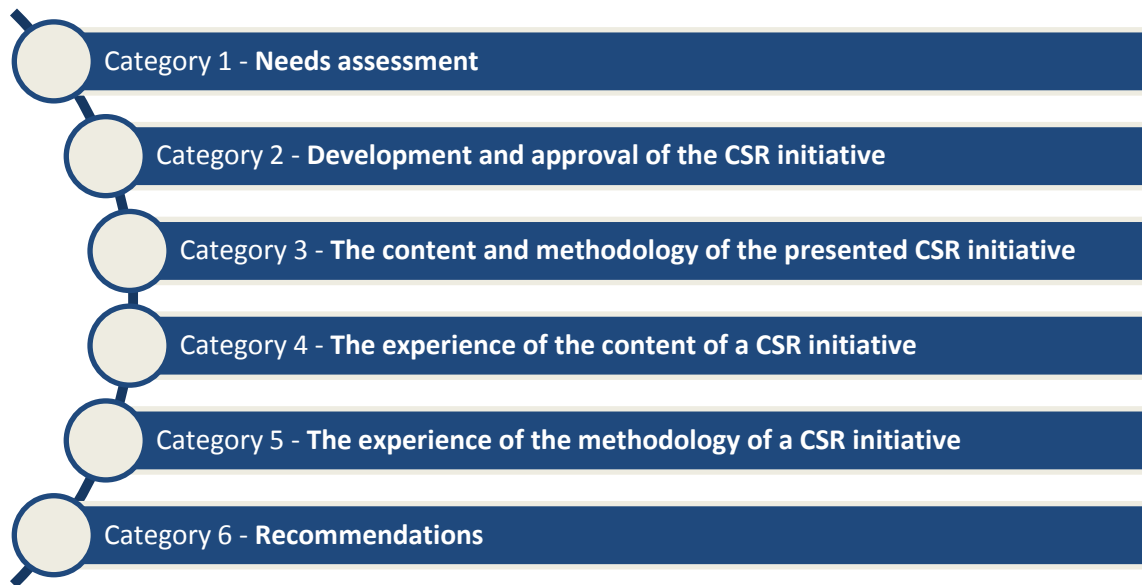 Category 1 - Needs assessment
Category 2 - Development and approval of the CSR initiative
Category 3 - The content and methodology of the presented CSR initiative
Category 4 - The experience of the content of a CSR initiative
Category 5 - The experience of the methodology of a CSR initiative
Category 6 - Recommendations